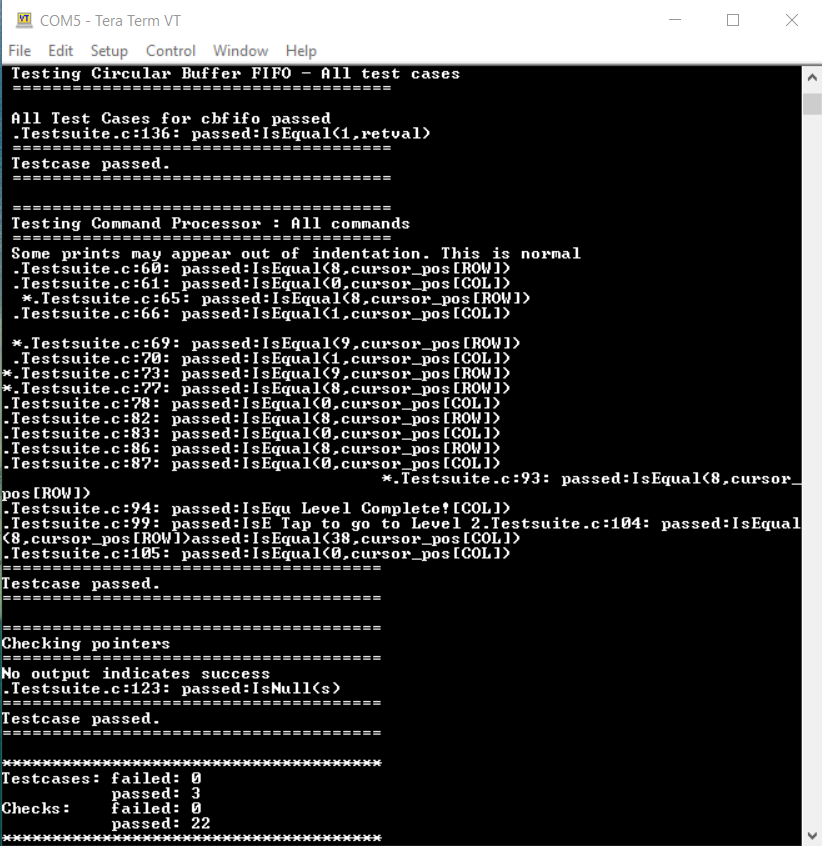 COM5 - Tera Term VT
File Edit Setup Control Window Help
Testing Circular Buffer FIFO - All test cases
======================================
All Test Cases for cbfifo passed
.Testsuite.c:136: passed:IsEqual(1,retval)
======================================
Testcase passed.
======================================
======================================
Testing Command Processor : All commands
======================================
Some prints may appear out of indentation. This is normal
.Testsuite.c:60: passed:IsEqual(8,cursor_pos[ROW])
.Testsuite.c:61: passed:IsEqual(0,cursor_pos[COL])
*.Testsuite.c:65: passed:IsEqual(8,cursor_pos[ROW])
.Testsuite.c:66: passed:IsEqual(1,cursor_pos[COL])
*.Testsuite.c:69: passed:IsEqual(9,cursor_pos[ROW])
.Testsuite.c:70: passed:IsEqual(1,cursor_pos[COL])
*.Testsuite.c:73: passed:IsEqual(9,cursor_pos[ROW])
*.Testsuite.c:77: passed:IsEqual(8,cursor_pos[ROW])
.Testsuite.c:78: passed:IsEqual(0,cursor_pos[COL])
.Testsuite.c:82: passed:IsEqual(8,cursor_pos[ROW])
.Testsuite.c:83: passed:IsEqual(0,cursor_pos[COL])
.Testsuite.c:86: passed:IsEqual(8,cursor_pos[ROW])
.Testsuite.c:87: passed:IsEqual(0,cursor_pos[COL])
*.Testsuite.c:93: passed:IsEqual(8,cursor_
pos[ROW])
.Testsuite.c:94: passed:IsEqu Level Complete![COL])
.Testsuite.c:99: passed:IsE Tap to go to Level 2.Testsuite.c:104: passed:IsEqual
(8,cursor_pos[ROW])assed:IsEqual(38,cursor_pos[COL])
.Testsuite.c:105: passed:IsEqual(0,cursor_pos[COL])
======================================
Testcase passed.
======================================
======================================
Checking pointers
======================================
No output indicates success
.Testsuite.c:123: passed:IsNull(s)
======================================
Testcase passed.
======================================
**************************************
Testcases: failed: 0
passed: 3
Checks: failed: 0
passed: 22
**************************************